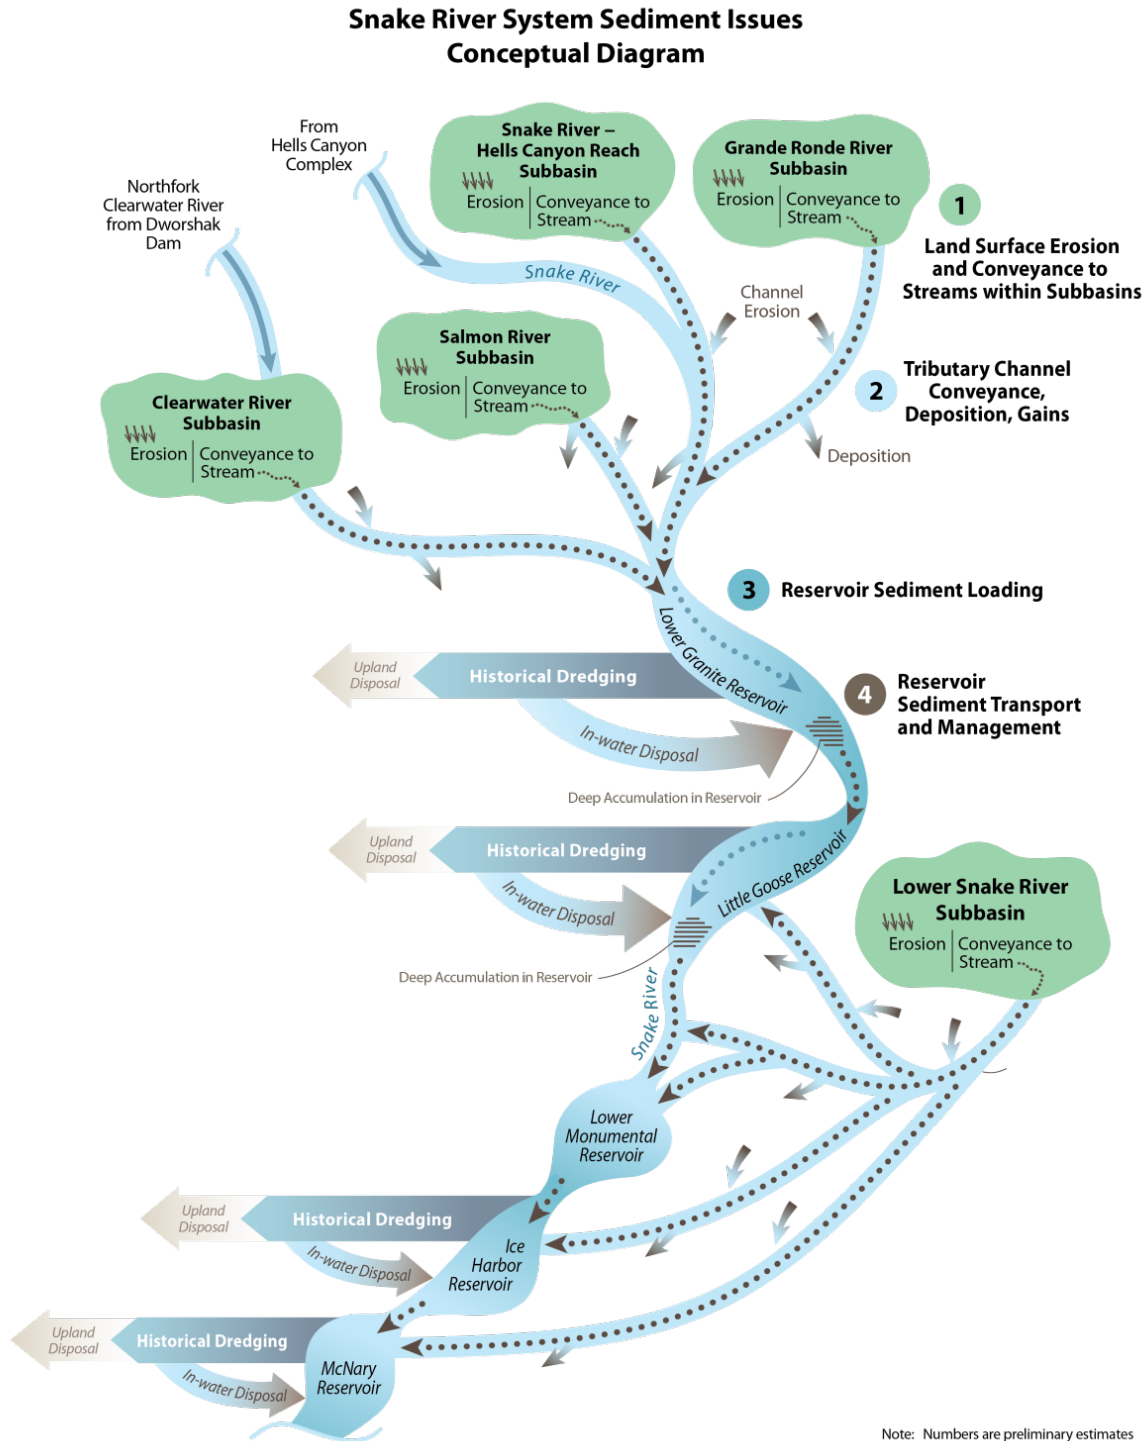 Snake River System Sediment Issues
Conceptual Diagram
From
Hells Canyon
Complex
Northfork
Clearwater River
from Dworshak
Dam
Snake River –
Hells Canyon Reach
Subbasin
Erosion
Conveyance to
Stream
Grande Ronde River
Subbasin
Erosion
Conveyance to
Stream
1
Land Surface Erosion
and Conveyance to
Streams within Subbasins
Snake River
Channel
Erosion
Salmon River
Subbasin
Erosion
Conveyance to
Stream
2
Tributary Channel
Conveyance,
Deposition, Gains
Clearwater River
Subbasin
Erosion
Conveyance to
Stream
Deposition
3
Reservoir Sediment Loading
Lower Granite Reservoir
Upland
Disposal
Historical Dredging
4
Reservoir
Sediment Transport
and Management
In-water Disposal
Deep Accumulation in Reservoir
Upland
Disposal
Historical Dredging
Little Goose Reservoir
In-water Disposal
Lower Snake River
Subbasin
Erosion
Conveyance to
Stream
Deep Accumulation in Reservoir
Snake River
Lower
Monumental
Reservoir
Upland
Disposal
Historical Dredging
In-water Disposal
Ice
Harbor
Reservoir
Upland
Disposal
Historical Dredging
In-water Disposal
McNary
Reservoir
Note: Numbers are preliminary estimates